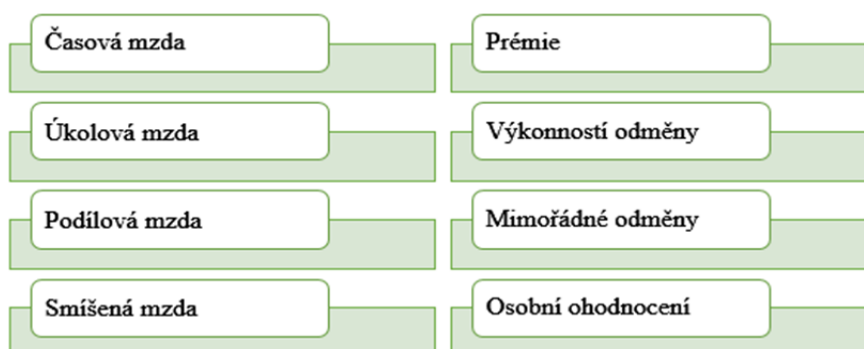 Časová mzda
Úkolová mzda
Podílová mzda
Smíšená mzda
Prémie
Výkonností odměny
Mimořádné odměny
Osobní ohodnocení